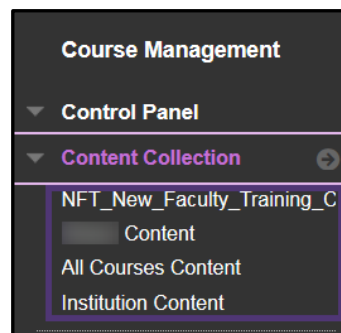 Course Management
Control Panel
Content Collection
NFT_New_Faculty_Training_C
Content
All Courses Content
Institution Content